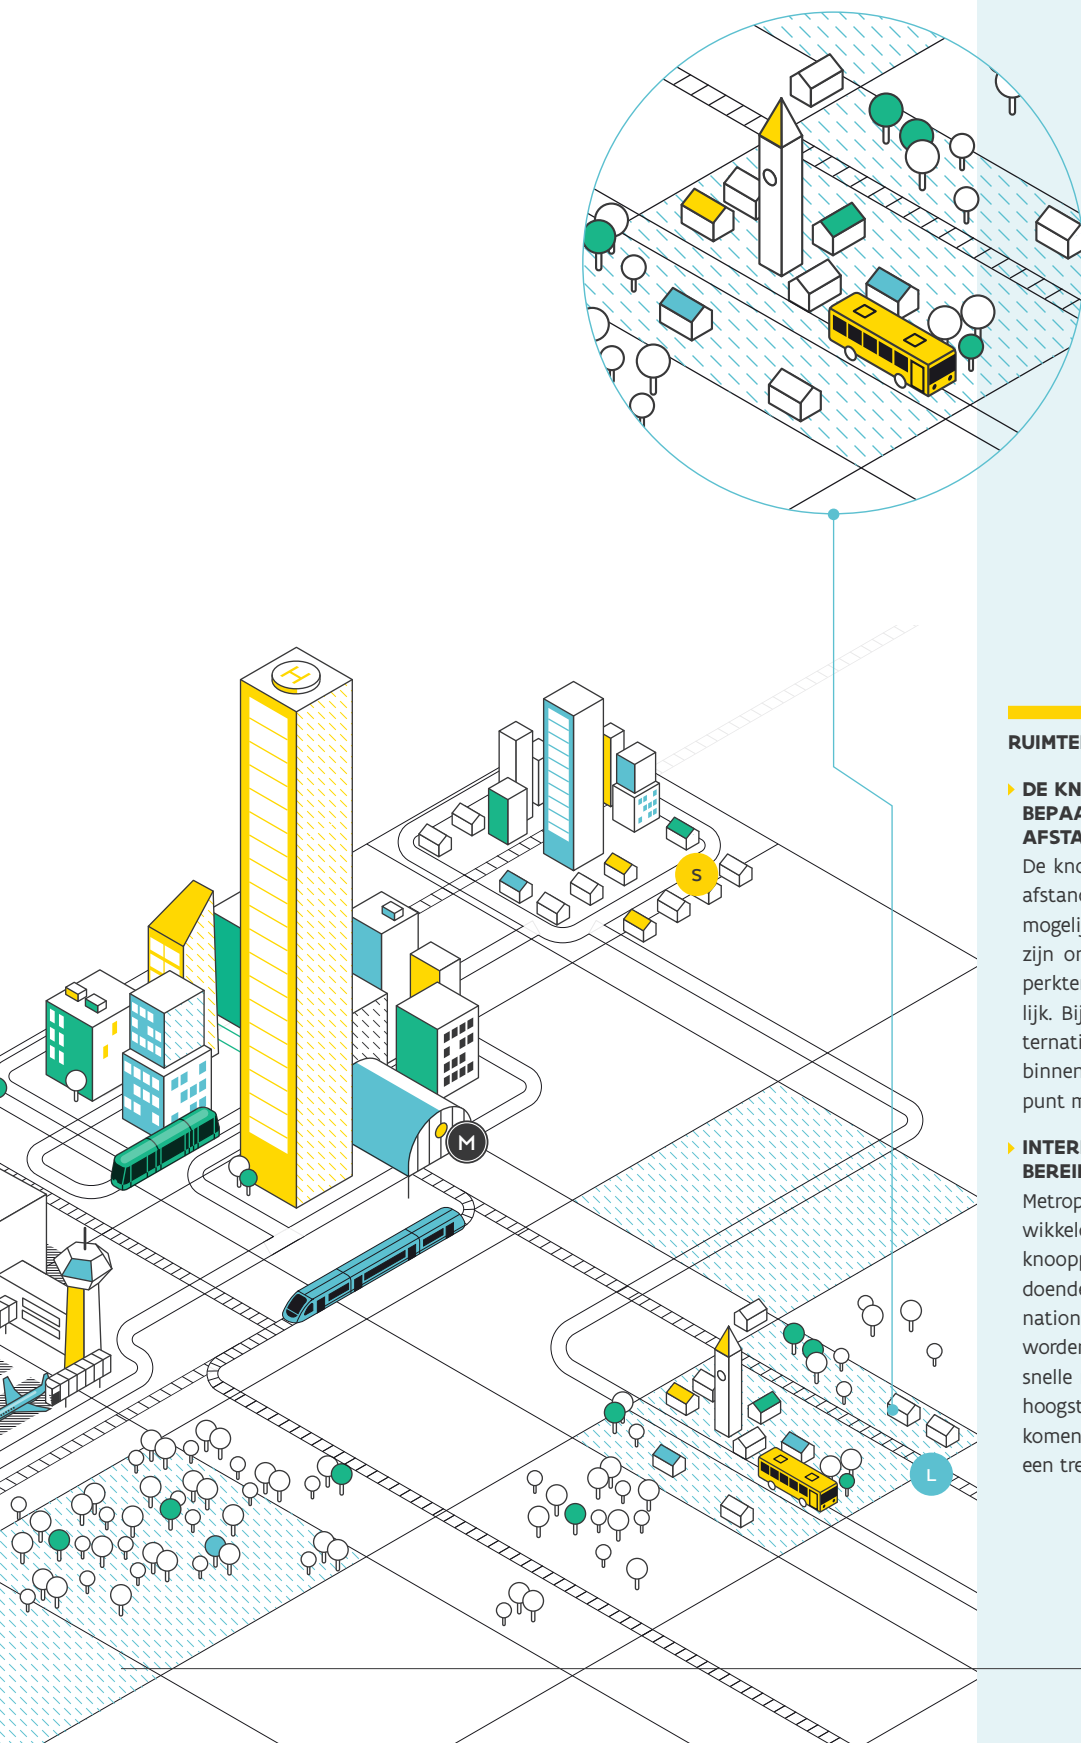 H
S
M
L
RUIMTE
DE KN
BEPAA
AFSTA
De kno
afstand
mogelij
zijn on
perkter
lijk. Bij
ternati
binnen
punt m
INTER
BEREI
Metrop
wikkel
knoopp
doende
nation
worden
snelle
hoogst
komen
een tre